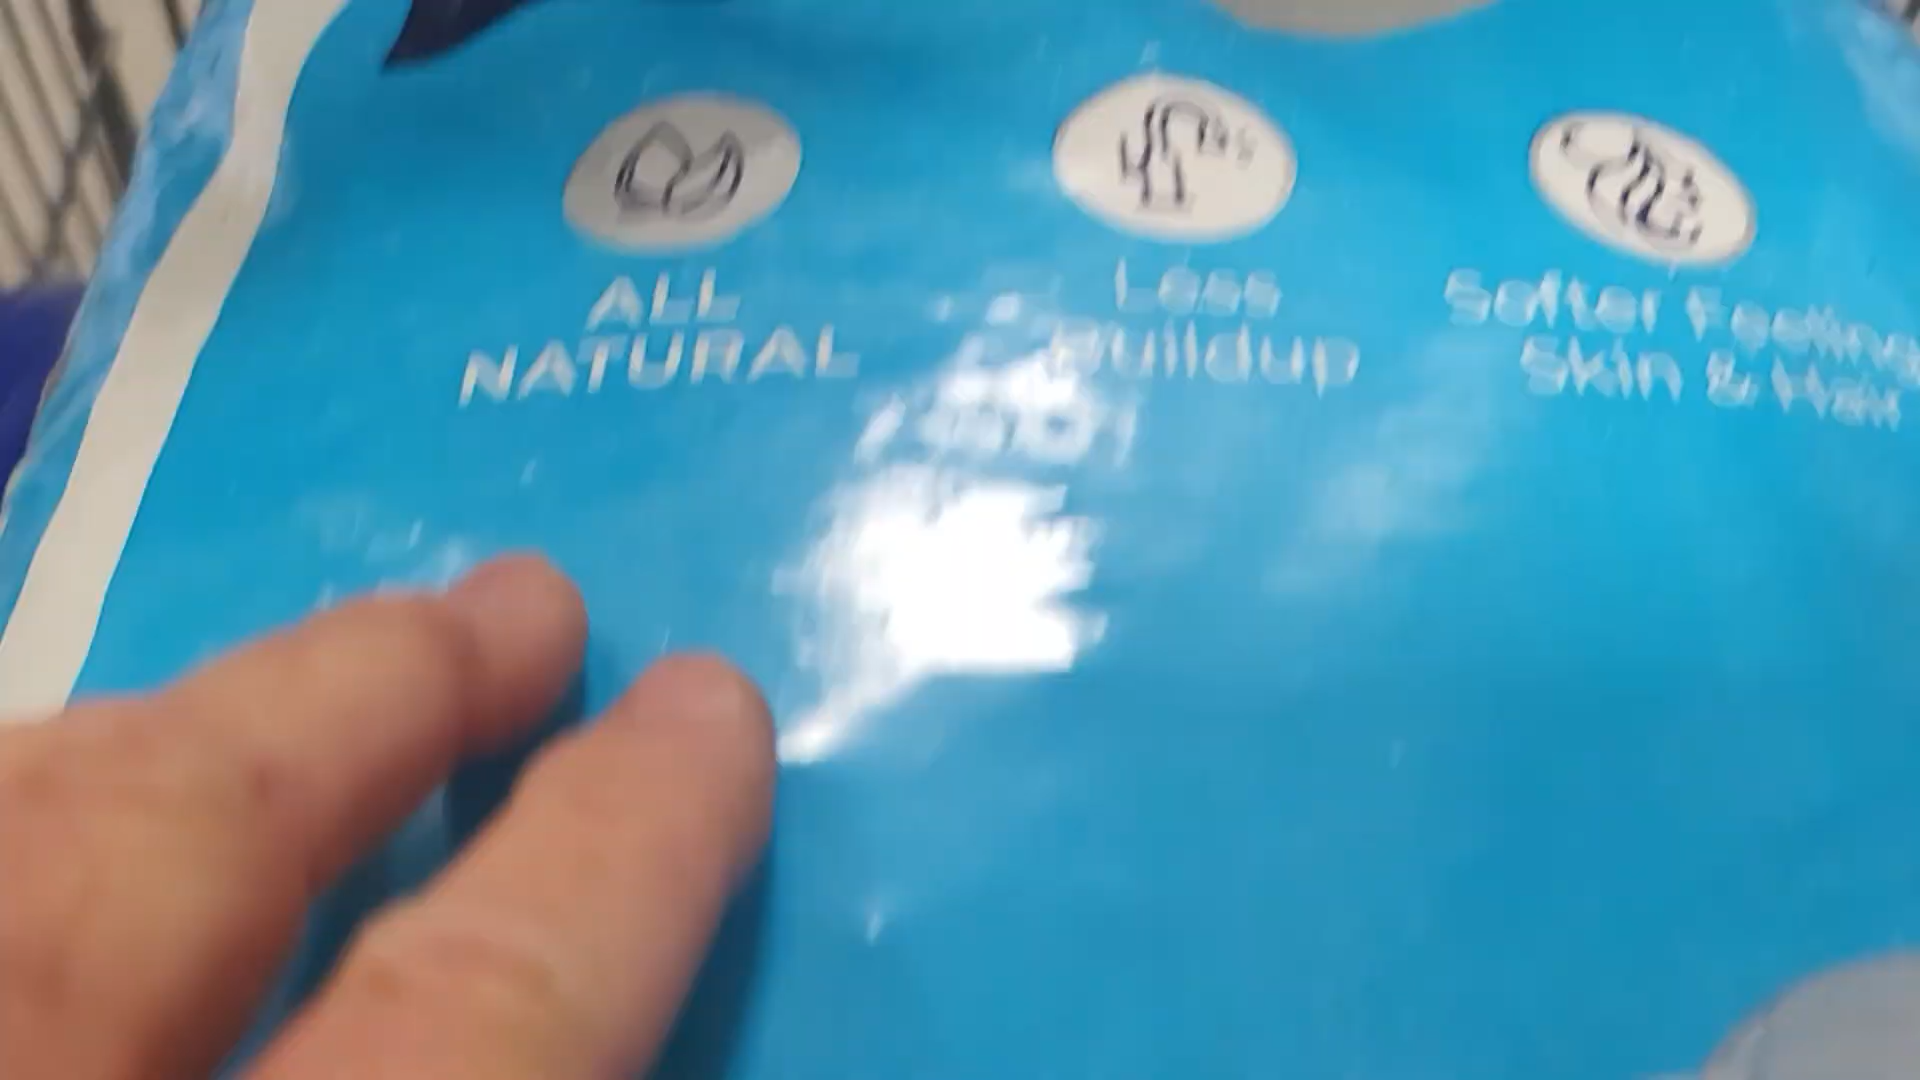 ALL
NATURAL
Less
Buildup
Softer Feeling
Skin & Hair